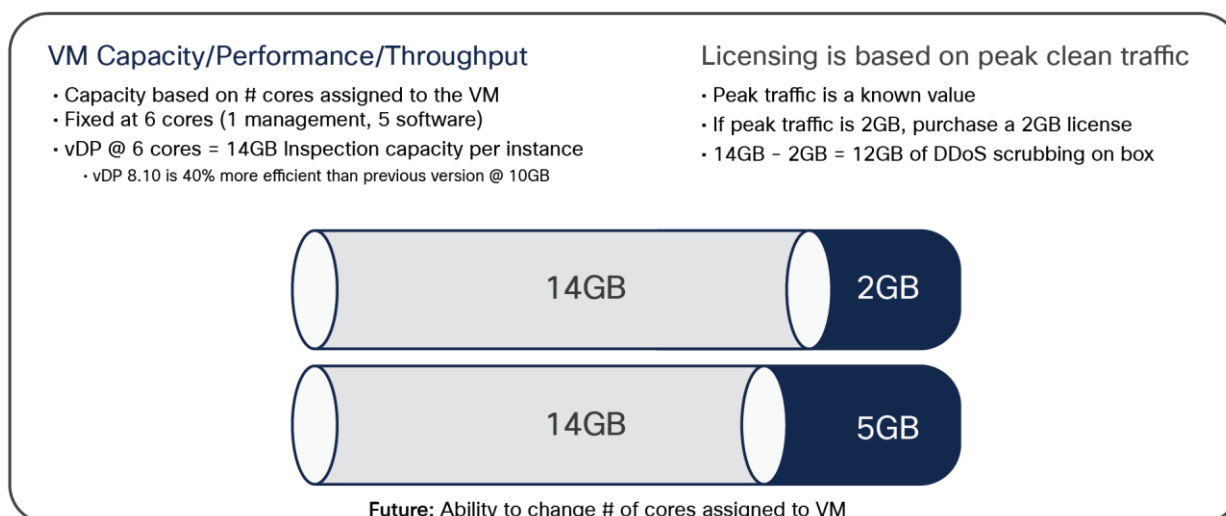 VM Capacity/Performance/Throughput
· Capacity based on # cores assigned to the VM
· Fixed at 6 cores (1 management, 5 software)
· vDP @ 6 cores = 14GB Inspection capacity per instance
· vDP 8.10 is 40% more efficient than previous version @ 10GB
Licensing is based on peak clean traffic
· Peak traffic is a known value
· If peak traffic is 2GB, purchase a 2GB license
· 14GB - 2GB = 12GB of DDoS scrubbing on box
14GB 2GB
14GB 5GB
Future: Ability to change # of cores assigned to VM